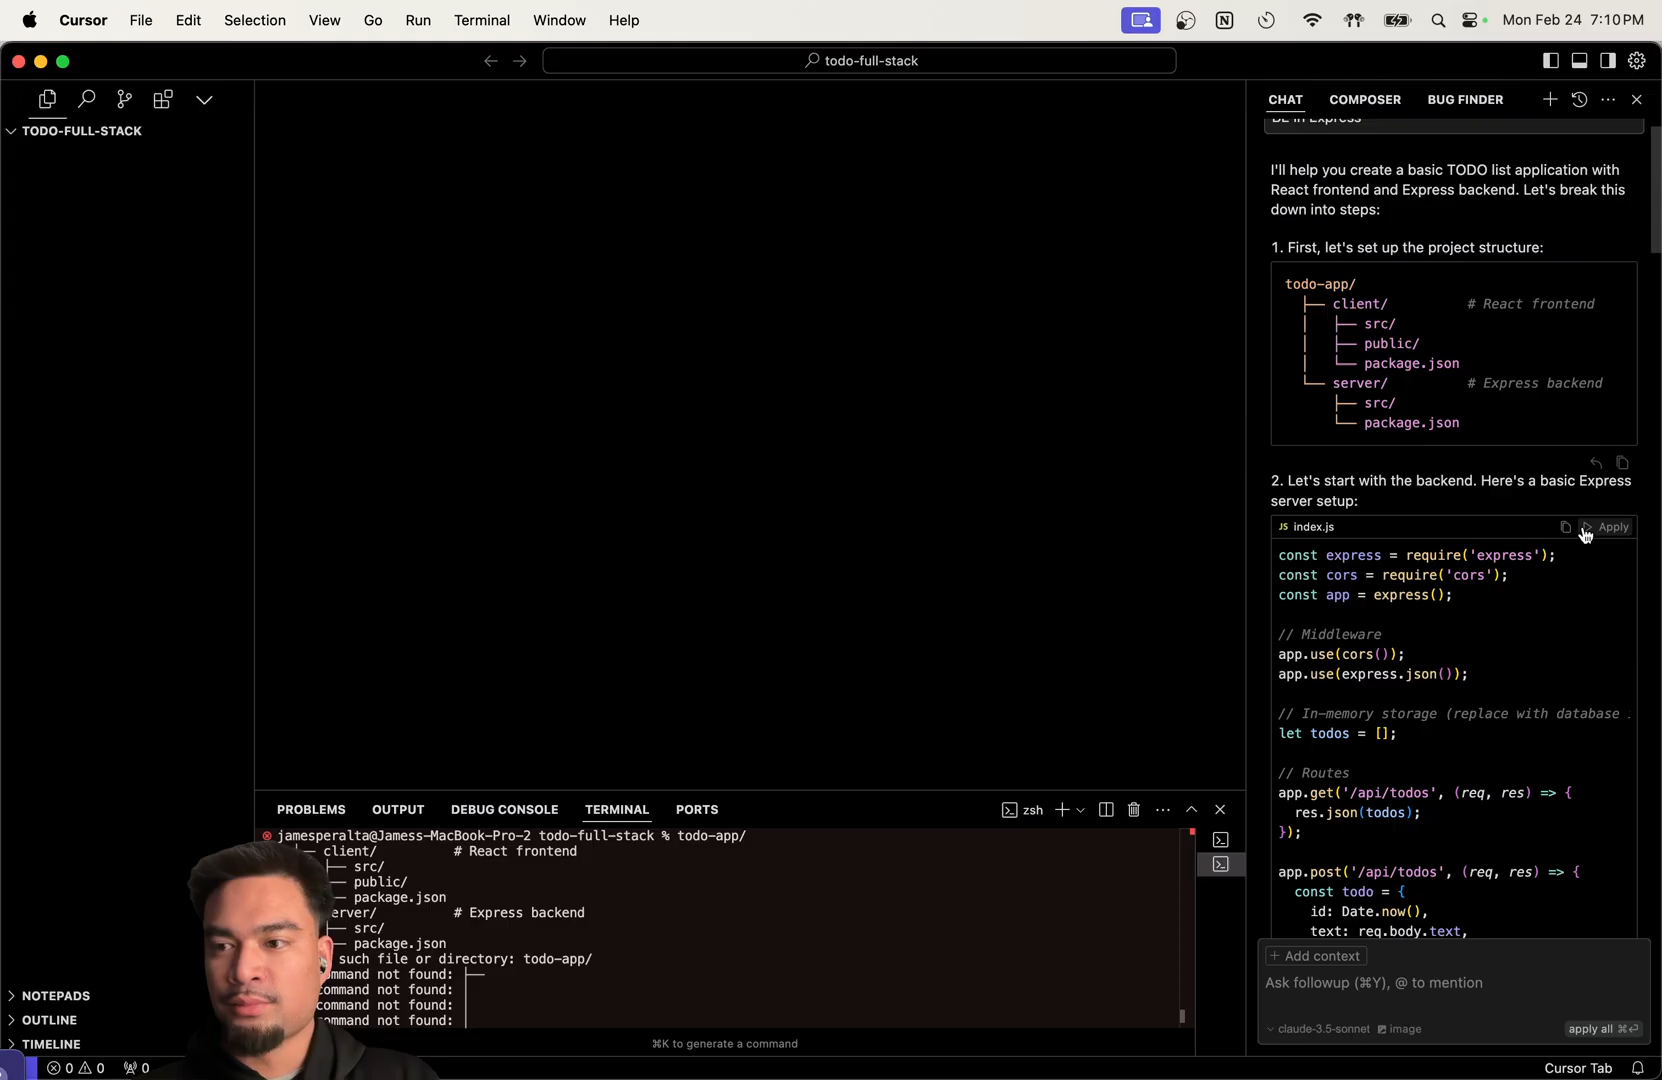 Cursor File Edit Selection View Go Run Terminal Window Help
Mon Feb 24 7:10 PM
todo-full-stack
TODO-FULL-STACK
NOTEPADS
OUTLINE
TIMELINE
PROBLEMS OUTPUT DEBUG CONSOLE TERMINAL PORTS
zsh
jamesperalta@Jamess-MacBook-Pro-2 todo-full-stack % todo-app/
├── client/ # React frontend
├── src/
├── public/
└── package.json
erver/ # Express backend
├── src/
└── package.json
such file or directory: todo-app/
ommand not found: ├──
ommand not found: │
ommand not found: │
ommand not found: │
⌘K to generate a command
CHAT COMPOSER BUG FINDER
BE in Express
I'll help you create a basic TODO list application with
React frontend and Express backend. Let's break this
down into steps:
1. First, let's set up the project structure:
todo-app/
├── client/ # React frontend
│ ├── src/
│ ├── public/
│ └── package.json
└── server/ # Express backend
├── src/
└── package.json
2. Let's start with the backend. Here's a basic Express
server setup:
JS index.js
Apply
const express = require('express');
const cors = require('cors');
const app = express();
// Middleware
app.use(cors());
app.use(express.json());
// In-memory storage (replace with database
let todos = [];
// Routes
app.get('/api/todos', (req, res) => {
res.json(todos);
});
app.post('/api/todos', (req, res) => {
const todo = {
id: Date.now(),
text: req.body.text,
+ Add context
Ask followup (⌘Y), @ to mention
claude-3.5-sonnet image
apply all ⌘⏎
0 0 0
Cursor Tab